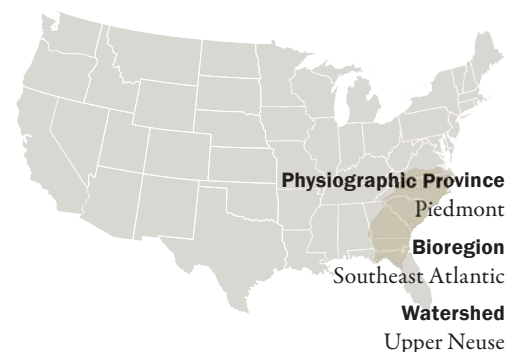 Physiographic Province
Piedmont
Bioregion
Southeast Atlantic
Watershed
Upper Neuse